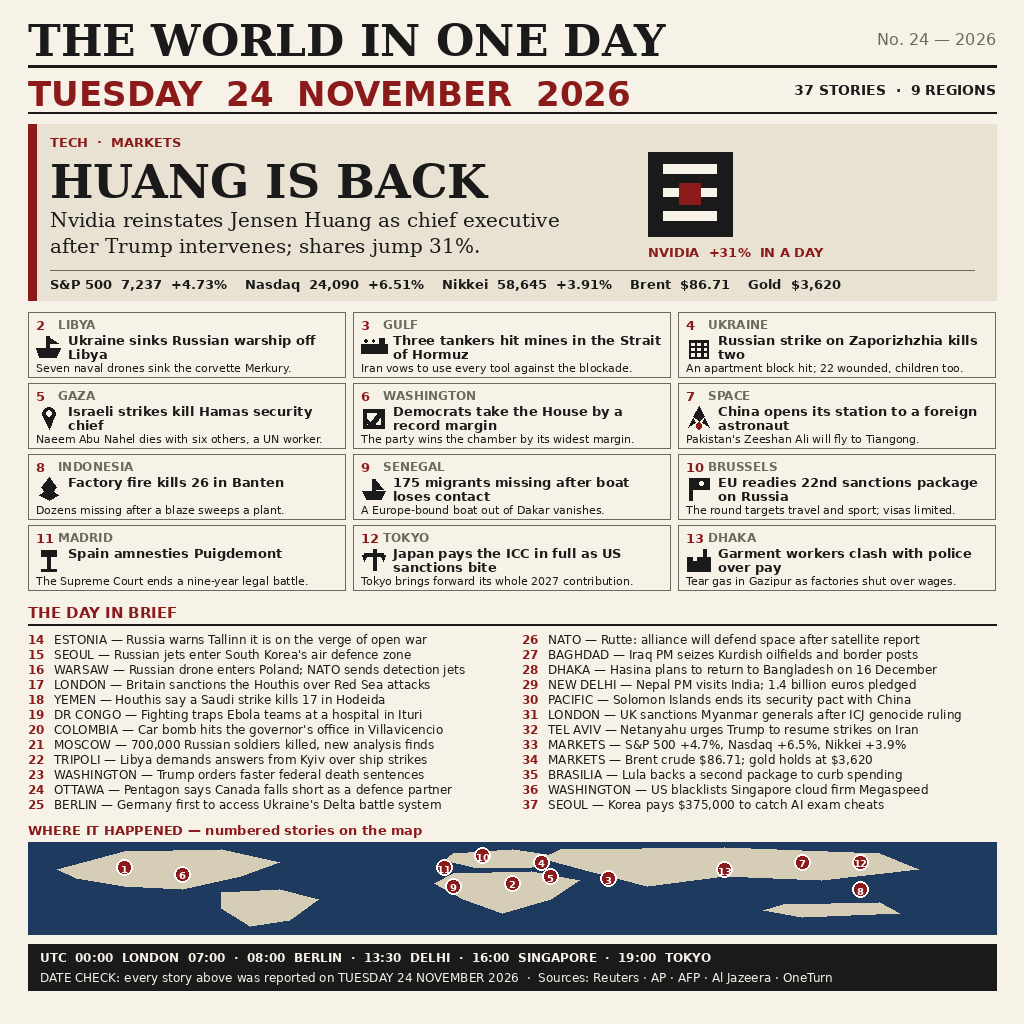 THE WORLD IN ONE DAY
No. 24 — 2026
TUESDAY 24 NOVEMBER 2026
37 STORIES · 9 REGIONS
TECH · MARKETS
HUANG IS BACK
Nvidia reinstates Jensen Huang as chief executive
after Trump intervenes; shares jump 31%.
NVIDIA +31% IN A DAY
S&P 500 7,237 +4.73% Nasdaq 24,090 +6.51% Nikkei 58,645 +3.91% Brent $86.71 Gold $3,620
2 LIBYA
Ukraine sinks Russian warship off
Libya
Seven naval drones sink the corvette Merkury.
3 GULF
Three tankers hit mines in the Strait
of Hormuz
Iran vows to use every tool against the blockade.
4 UKRAINE
Russian strike on Zaporizhzhia kills
two
An apartment block hit; 22 wounded, children too.
5 GAZA
Israeli strikes kill Hamas security
chief
Naeem Abu Nahel dies with six others, a UN worker.
6 WASHINGTON
Democrats take the House by a
record margin
The party wins the chamber by its widest margin.
7 SPACE
China opens its station to a foreign
astronaut
Pakistan's Zeeshan Ali will fly to Tiangong.
8 INDONESIA
Factory fire kills 26 in Banten
Dozens missing after a blaze sweeps a plant.
9 SENEGAL
175 migrants missing after boat
loses contact
A Europe-bound boat out of Dakar vanishes.
10 BRUSSELS
EU readies 22nd sanctions package
on Russia
The round targets travel and sport; visas limited.
11 MADRID
Spain amnesties Puigdemont
The Supreme Court ends a nine-year legal battle.
12 TOKYO
Japan pays the ICC in full as US
sanctions bite
Tokyo brings forward its whole 2027 contribution.
13 DHAKA
Garment workers clash with police
over pay
Tear gas in Gazipur as factories shut over wages.
THE DAY IN BRIEF
14 ESTONIA — Russia warns Tallinn it is on the verge of open war
15 SEOUL — Russian jets enter South Korea's air defence zone
16 WARSAW — Russian drone enters Poland; NATO sends detection jets
17 LONDON — Britain sanctions the Houthis over Red Sea attacks
18 YEMEN — Houthis say a Saudi strike kills 17 in Hodeida
19 DR CONGO — Fighting traps Ebola teams at a hospital in Ituri
20 COLOMBIA — Car bomb hits the governor's office in Villavicencio
21 MOSCOW — 700,000 Russian soldiers killed, new analysis finds
22 TRIPOLI — Libya demands answers from Kyiv over ship strikes
23 WASHINGTON — Trump orders faster federal death sentences
24 OTTAWA — Pentagon says Canada falls short as a defence partner
25 BERLIN — Germany first to access Ukraine's Delta battle system
26 NATO — Rutte: alliance will defend space after satellite report
27 BAGHDAD — Iraq PM seizes Kurdish oilfields and border posts
28 DHAKA — Hasina plans to return to Bangladesh on 16 December
29 NEW DELHI — Nepal PM visits India; 1.4 billion euros pledged
30 PACIFIC — Solomon Islands ends its security pact with China
31 LONDON — UK sanctions Myanmar generals after ICJ genocide ruling
32 TEL AVIV — Netanyahu urges Trump to resume strikes on Iran
33 MARKETS — S&P 500 +4.7%, Nasdaq +6.5%, Nikkei +3.9%
34 MARKETS — Brent crude $86.71; gold holds at $3,620
35 BRASILIA — Lula backs a second package to curb spending
36 WASHINGTON — US blacklists Singapore cloud firm Megaspeed
37 SEOUL — Korea pays $375,000 to catch AI exam cheats
WHERE IT HAPPENED — numbered stories on the map
1
6
11
10
9
2
4
5
3
13
7
12
8
UTC 00:00 LONDON 07:00 · 08:00 BERLIN · 13:30 DELHI · 16:00 SINGAPORE · 19:00 TOKYO
DATE CHECK: every story above was reported on TUESDAY 24 NOVEMBER 2026 · Sources: Reuters · AP · AFP · Al Jazeera · OneTurn